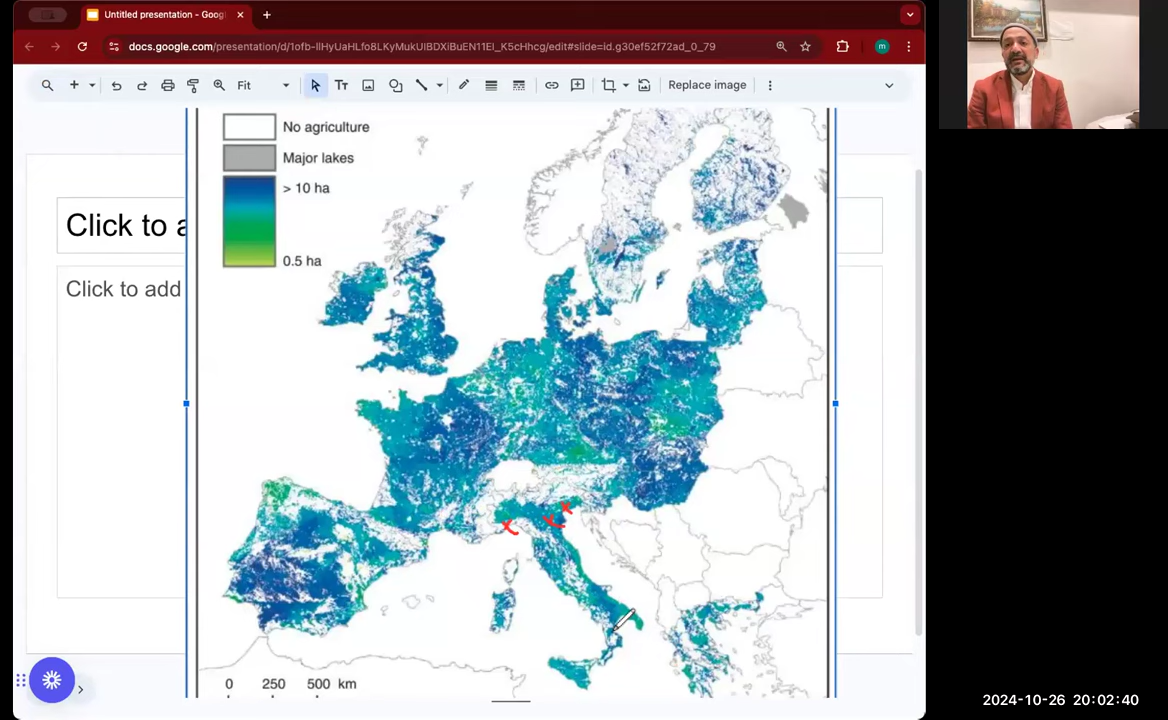 Untitled presentation - Goog
docs.google.com/presentation/d/1ofb-IIHyUaHLfo8LKyMukUIBDXiBuEN11EI_K5cHhcg/edit#slide=id.g30ef52f72ad_0_79
m
Fit
Tт
Replace image
No agriculture
Major lakes
> 10 ha
0.5 ha
Click to a
Click to add
0 250 500 km
2024-10-26 20:02:40